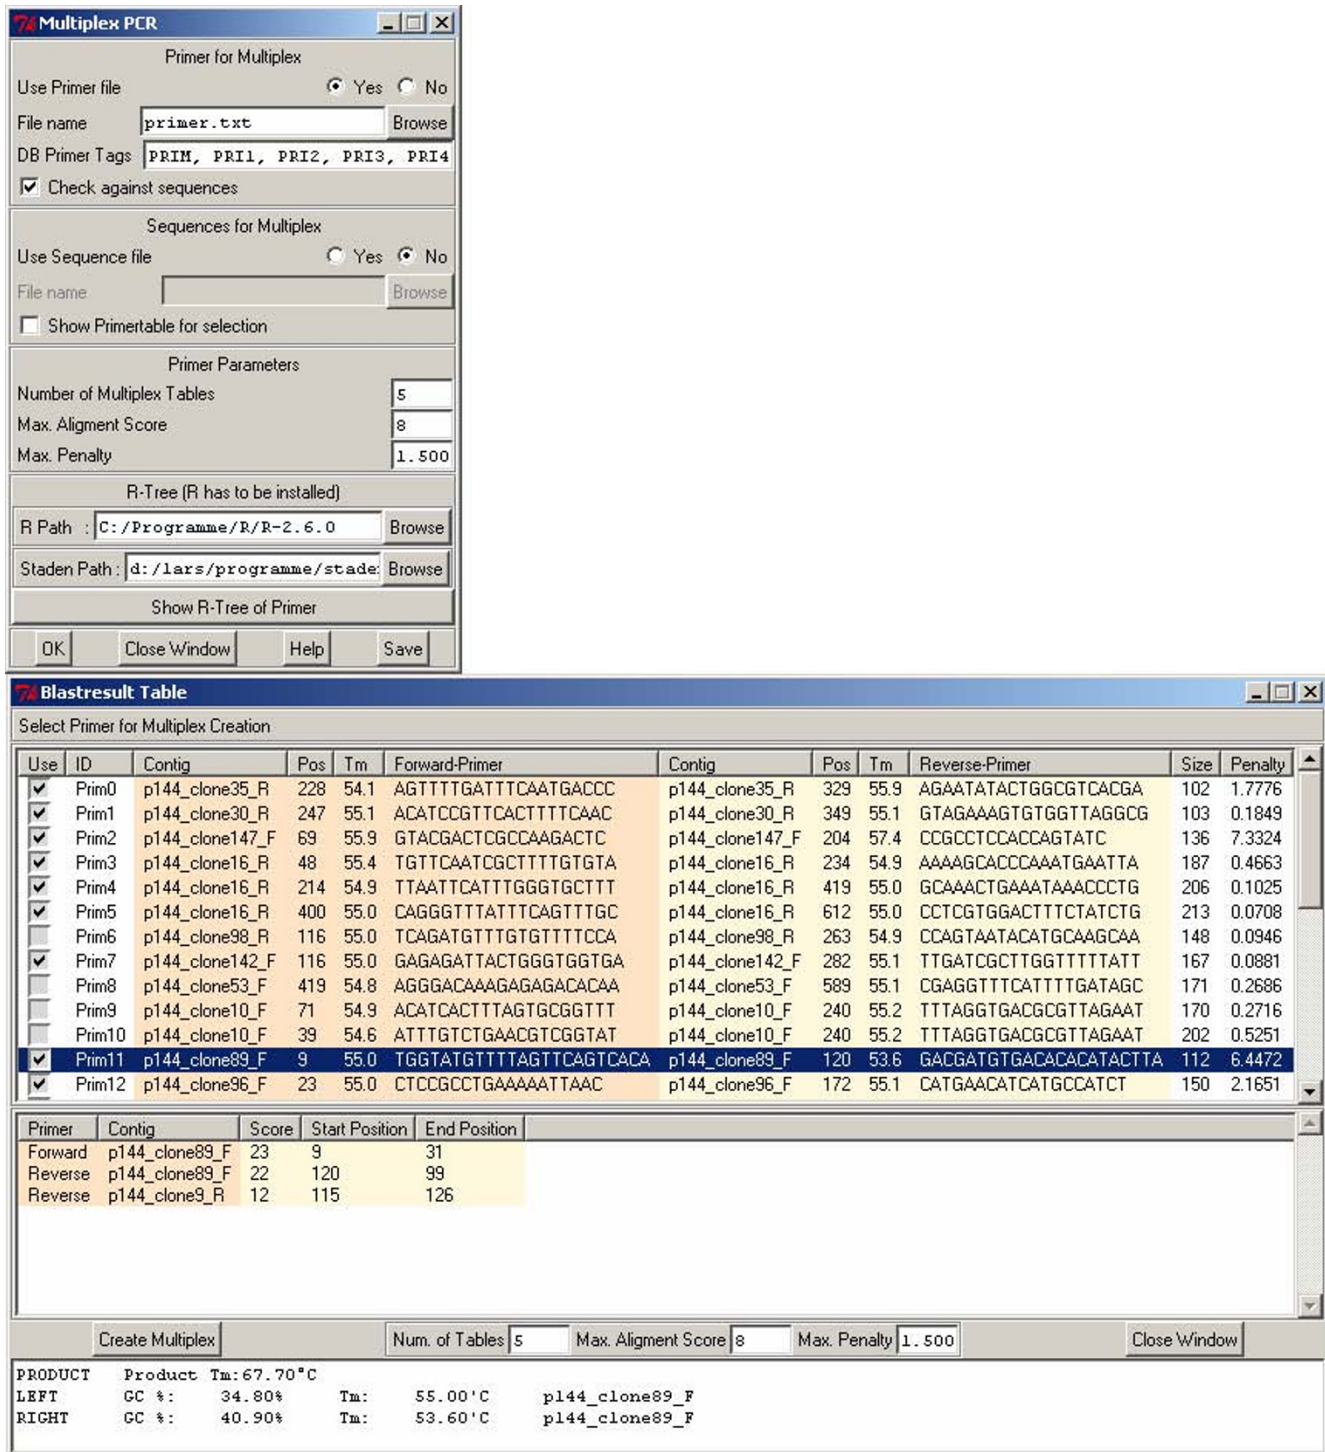 Multiplex PCR
Primer for Multiplex
Use Primer file Yes No
File name primer.txt Browse
DB Primer Tags PRIM, PRI1, PRI2, PRI3, PRI4
Check against sequences
Sequences for Multiplex
Use Sequence file Yes No
File name Browse
Show Primertable for selection
Primer Parameters
Number of Multiplex Tables 5
Max. Aligment Score 8
Max. Penalty 1.500
R-Tree (R has to be installed)
R Path : C:/Programme/R/R-2.6.0 Browse
Staden Path : d:/lars/programme/stade Browse
Show R-Tree of Primer
OK Close Window Help Save
Blastresult Table
Select Primer for Multiplex Creation
Use ID Contig Pos Tm Forward-Primer Contig Pos Tm Reverse-Primer Size Penalty
Prim0 p144_clone35_R 228 54.1 AGTTTTGATTTCAATGACCC p144_clone35_R 329 55.9 AGAATATACTGGCGTCACGA 102 1.7776
Prim1 p144_clone30_R 247 55.1 ACATCCGTTCACTTTTCAAC p144_clone30_R 349 55.1 GTAGAAAGTGTGGTTAGGCG 103 0.1849
Prim2 p144_clone147_F 69 55.9 GTACGACTCGCCAAGACTC p144_clone147_F 204 57.4 CCGCCTCCACCAGTATC 136 7.3324
Prim3 p144_clone16_R 48 55.4 TGTTCAATCGCTTTTGTGTA p144_clone16_R 234 54.9 AAAAGCACCCAAATGAATTA 187 0.4663
Prim4 p144_clone16_R 214 54.9 TTAATTCATTTGGGTGCTTT p144_clone16_R 419 55.0 GCAAACTGAAATAAACCCTG 206 0.1025
Prim5 p144_clone16_R 400 55.0 CAGGGTTTATTTCAGTTTGC p144_clone16_R 612 55.0 CCTCGTGGACTTTCTATCTG 213 0.0708
Prim6 p144_clone98_R 116 55.0 TCAGATGTTTGTGTTTTCCA p144_clone98_R 263 54.9 CCAGTAATACATGCAAGCAA 148 0.0946
Prim7 p144_clone142_F 116 55.0 GAGAGATTACTGGGTGGTGA p144_clone142_F 282 55.1 TTGATCGCTTGGTTTTTATT 167 0.0881
Prim8 p144_clone53_F 419 54.8 AGGGACAAAGAGAGACACAA p144_clone53_F 589 55.1 CGAGGTTTCATTTTGATAGC 171 0.2686
Prim9 p144_clone10_F 71 54.9 ACATCACTTTAGTGCGGTTT p144_clone10_F 240 55.2 TTTAGGTGACGCGTTAGAAT 170 0.2716
Prim10 p144_clone10_F 39 54.6 ATTTGTCTGAACGTCGGTAT p144_clone10_F 240 55.2 TTTAGGTGACGCGTTAGAAT 202 0.5251
Prim11 p144_clone89_F 9 55.0 TGGTATGTTTTAGTTCAGTCACA p144_clone89_F 120 53.6 GACGATGTGACACACATACTTA 112 6.4472
Prim12 p144_clone96_F 23 55.0 CTCCGCCTGAAAAATTAAC p144_clone96_F 172 55.1 CATGAACATCATGCCATCT 150 2.1651
Primer Contig Score Start Position End Position
Forward p144_clone89_F 23 9 31
Reverse p144_clone89_F 22 120 99
Reverse p144_clone9_R 12 115 126
Create Multiplex Num. of Tables 5 Max. Aligment Score 8 Max. Penalty 1.500 Close Window
PRODUCT Product Tm:67.70°C
LEFT GC %: 34.80% Tm: 55.00'C p144_clone89_F
RIGHT GC %: 40.90% Tm: 53.60'C p144_clone89_F